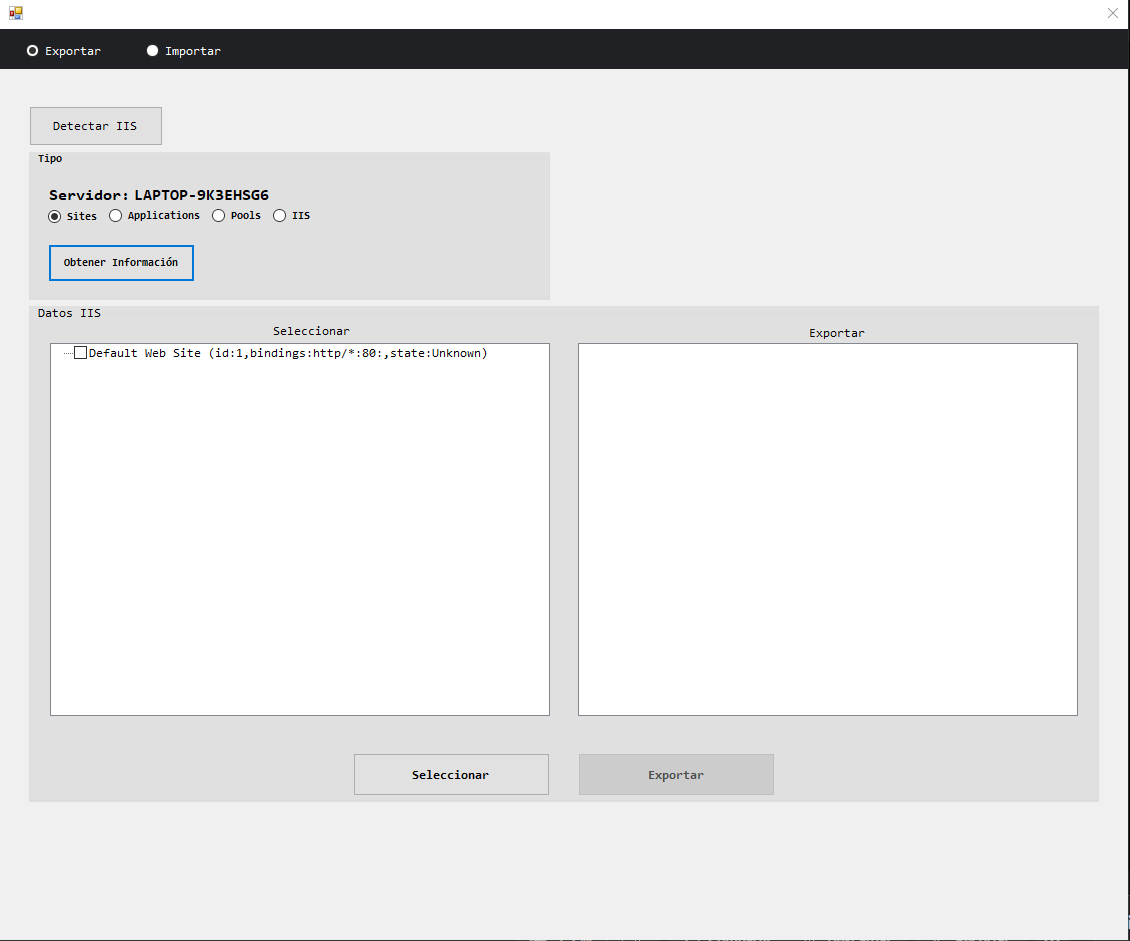 Exportar Importar
Detectar IIS
Tipo
Servidor: LAPTOP-9K3EHSG6
Sites Applications Pools IIS
Obtener Información
Datos IIS
Seleccionar Exportar
Default Web Site (id:1,bindings:http/*:80:,state:Unknown)
Seleccionar Exportar